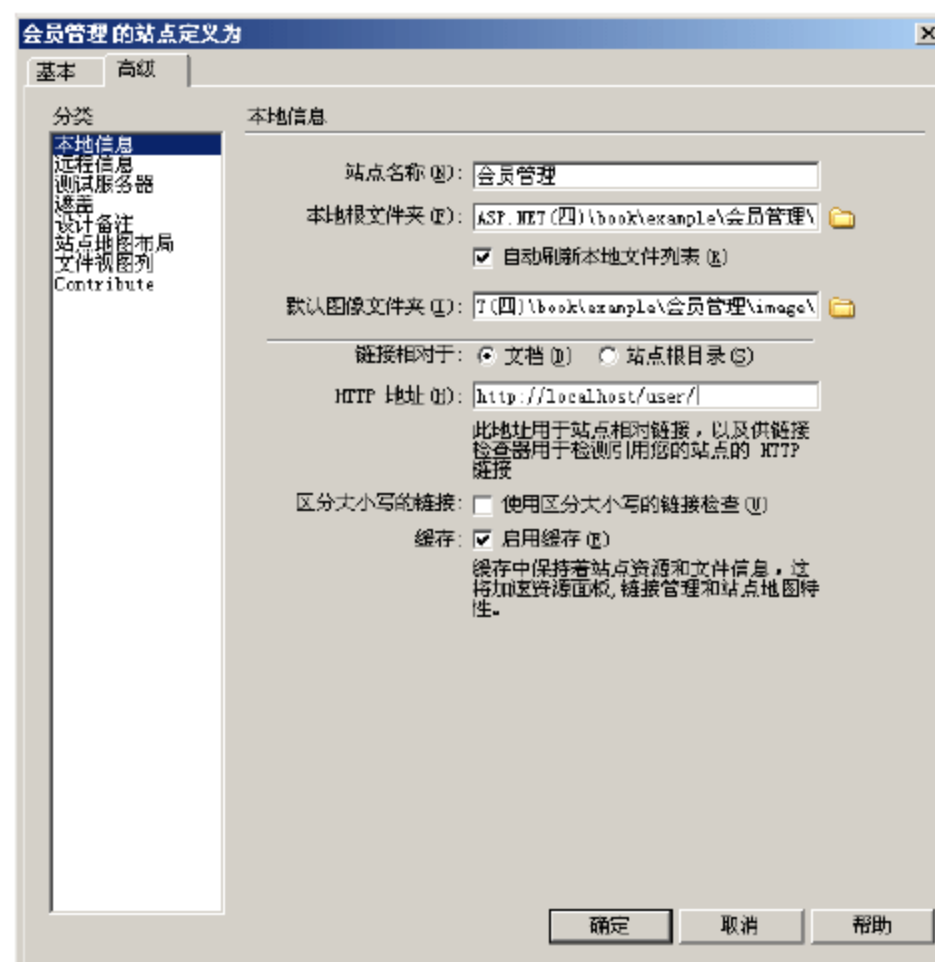 会员管理 的站点定义为
基本 高级
分类
本地信息
远程信息
测试服务器
遮盖
设计备注
站点地图布局
文件视图列
Contribute
本地信息
站点名称(N): 会员管理
本地根文件夹(F): ASP.NET(四)\book\example\会员管理\
自动刷新本地文件列表(R)
默认图像文件夹(I): T(四)\book\example\会员管理\image\
链接相对于: 文档(D) 站点根目录(S)
HTTP 地址(H): http://localhost/user/
此地址用于站点相对链接，以及供链接
检查器用于检测引用您的站点的 HTTP
链接
区分大小写的链接: 使用区分大小写的链接检查(U)
缓存: 启用缓存(E)
缓存中保持着站点资源和文件信息，这
将加速资源面板,链接管理和站点地图特
性。
确定 取消 帮助